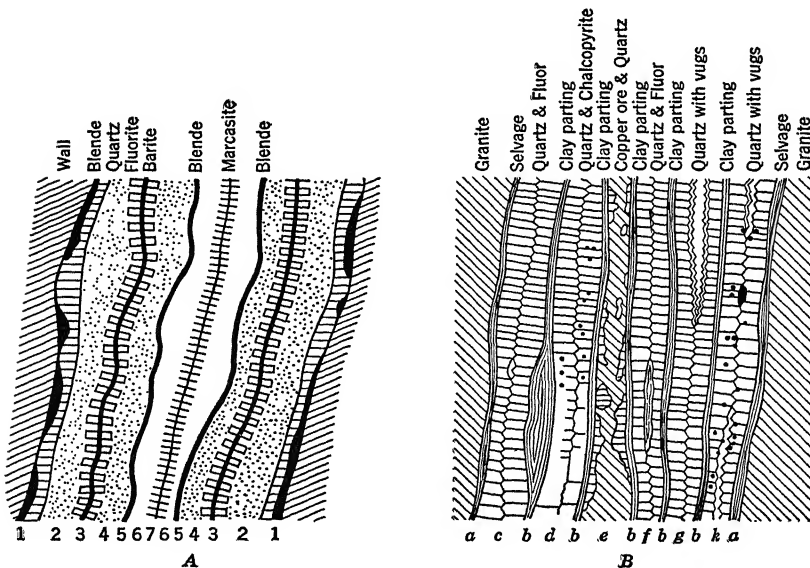 Wall
Blende
Quartz
Fluorite
Barite
Blende
Marcasite
Blende
1 2 3 4 5 6 7 6 5 4 3 2 1
A
Granite
Selvage
Quartz & Fluor
Clay parting
Quartz & Chalcopyrite
Clay parting
Copper ore & Quartz
Clay parting
Quartz & Fluor
Clay parting
Quartz with vugs
Clay parting
Quartz with vugs
Selvage
Granite
a c b d b e b f b g b k a
B